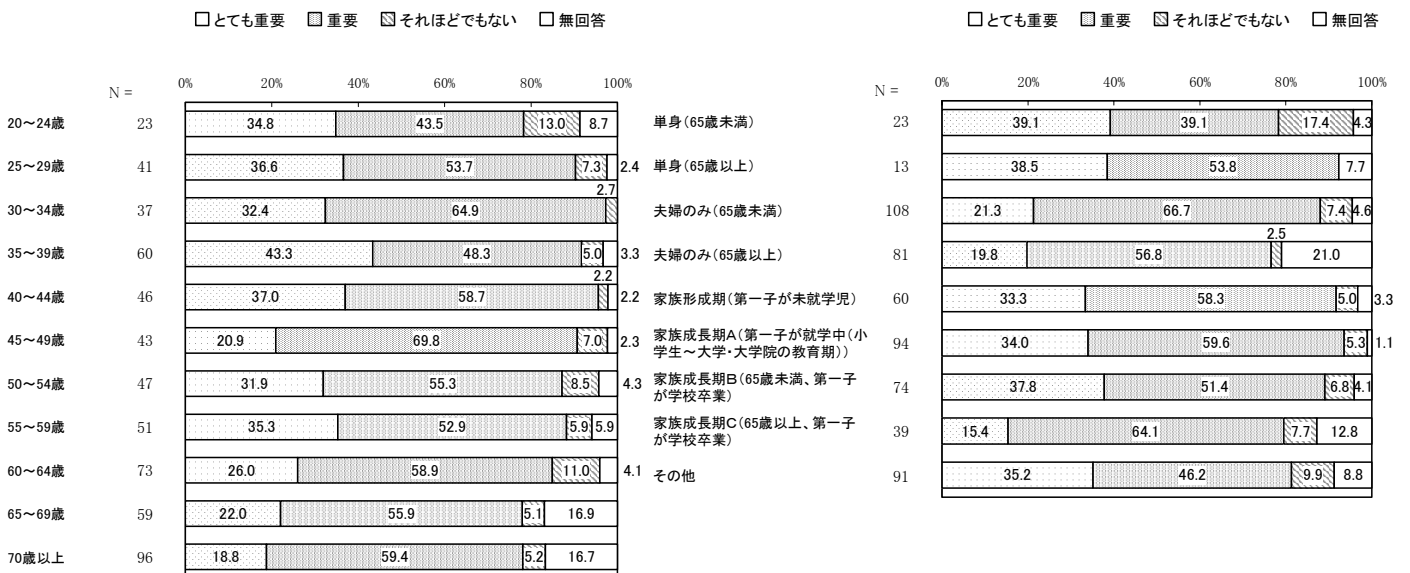 □とても重要 ▩重要 ▨それほどでもない □無回答
N =
0% 20% 40% 60% 80% 100%
20～24歳 23 34.8 43.5 13.0 8.7
25～29歳 41 36.6 53.7 7.3 2.4
30～34歳 37 32.4 64.9 2.7
35～39歳 60 43.3 48.3 5.0 3.3
40～44歳 46 37.0 58.7 2.2 2.2
45～49歳 43 20.9 69.8 7.0 2.3
50～54歳 47 31.9 55.3 8.5 4.3
55～59歳 51 35.3 52.9 5.9 5.9
60～64歳 73 26.0 58.9 11.0 4.1
65～69歳 59 22.0 55.9 5.1 16.9
70歳以上 96 18.8 59.4 5.2 16.7
□とても重要 ▩重要 ▨それほどでもない □無回答
N =
0% 20% 40% 60% 80% 100%
単身（65歳未満） 23 39.1 39.1 17.4 4.3
単身（65歳以上） 13 38.5 53.8 7.7
夫婦のみ（65歳未満） 108 21.3 66.7 7.4 4.6
夫婦のみ（65歳以上） 81 19.8 56.8 2.5 21.0
家族形成期（第一子が未就学児） 60 33.3 58.3 5.0 3.3
家族成長期A（第一子が就学中（小
学生～大学・大学院の教育期）） 94 34.0 59.6 5.3 1.1
家族成長期B（65歳未満、第一子
が学校卒業） 74 37.8 51.4 6.8 4.1
家族成長期C（65歳以上、第一子
が学校卒業） 39 15.4 64.1 7.7 12.8
その他 91 35.2 46.2 9.9 8.8